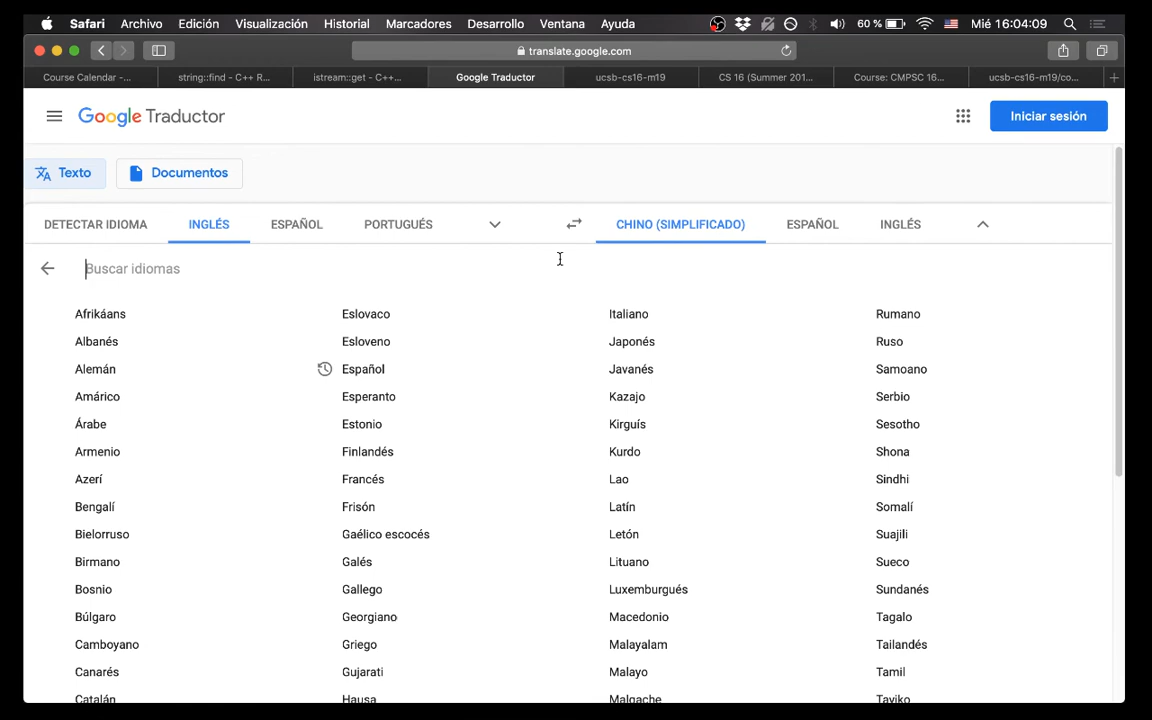 Safari Archivo Edición Visualización Historial Marcadores Desarrollo Ventana Ayuda 60 % Mié 16:04:09
translate.google.com
Course Calendar -... string::find - C++ R... istream::get - C++... Google Traductor ucsb-cs16-m19 CS 16 (Summer 201... Course: CMPSC 16... ucsb-cs16-m19/co...
Google Traductor Iniciar sesión
Texto Documentos
DETECTAR IDIOMA INGLÉS ESPAÑOL PORTUGUÉS CHINO (SIMPLIFICADO) ESPAÑOL INGLÉS
Buscar idiomas
Afrikáans Eslovaco Italiano Rumano
Albanés Esloveno Japonés Ruso
Alemán Español Javanés Samoano
Amárico Esperanto Kazajo Serbio
Árabe Estonio Kirguís Sesotho
Armenio Finlandés Kurdo Shona
Azerí Francés Lao Sindhi
Bengalí Frisón Latín Somalí
Bielorruso Gaélico escocés Letón Suajili
Birmano Galés Lituano Sueco
Bosnio Gallego Luxemburgués Sundanés
Búlgaro Georgiano Macedonio Tagalo
Camboyano Griego Malayalam Tailandés
Canarés Gujarati Malayo Tamil
Catalán Hausa Malgache Tayiko